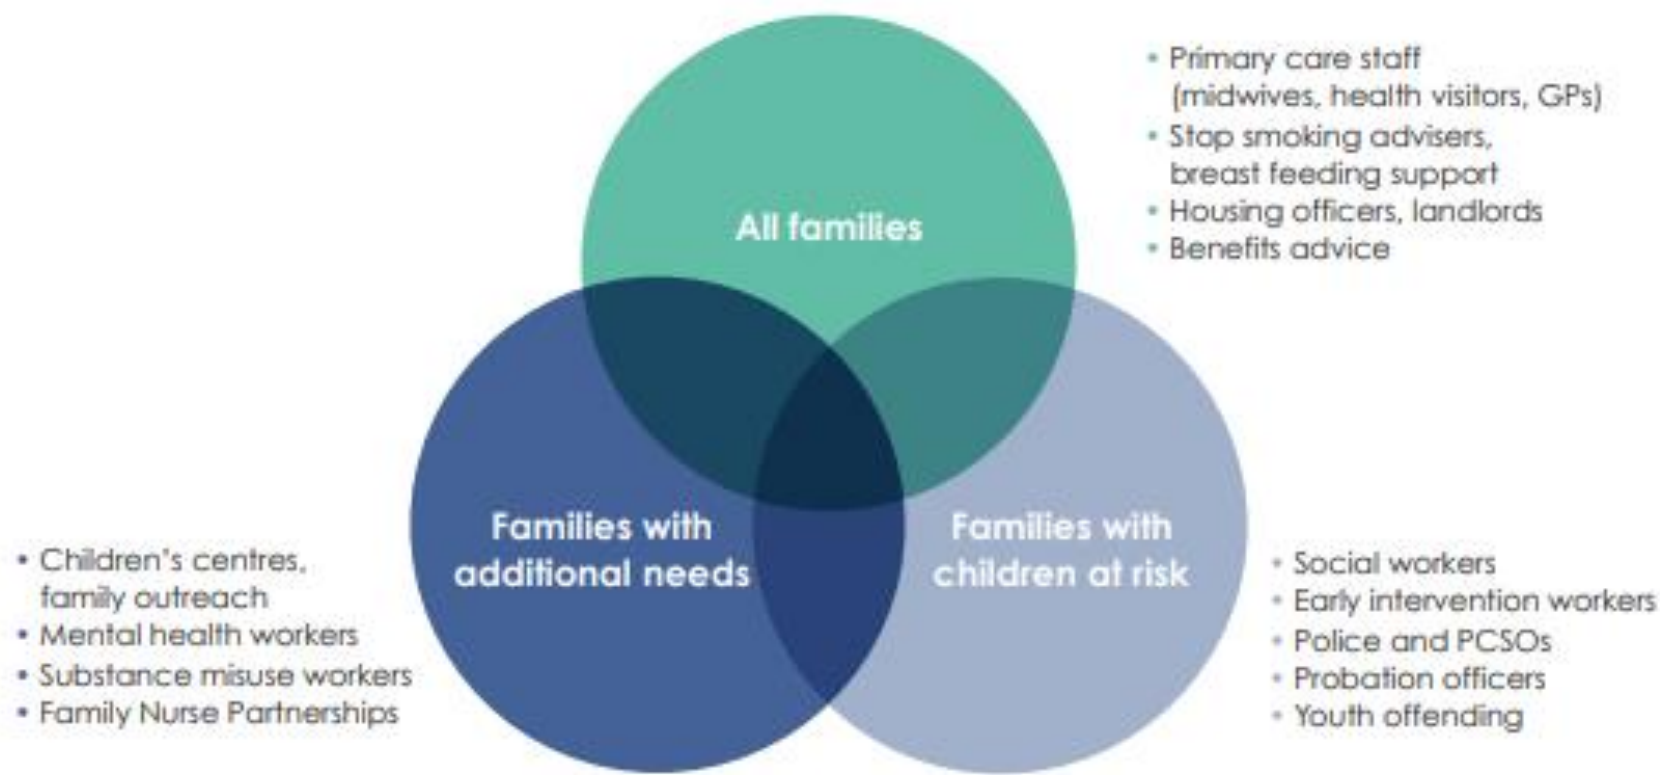 • Primary care staff
(midwives, health visitors, GPs)
• Stop smoking advisers,
breast feeding support
• Housing officers, landlords
• Benefits advice
All families
Families with
additional needs
Families with
children at risk
• Children's centres,
family outreach
• Mental health workers
• Substance misuse workers
• Family Nurse Partnerships
• Social workers
• Early intervention workers
• Police and PCSOs
• Probation officers
• Youth offending